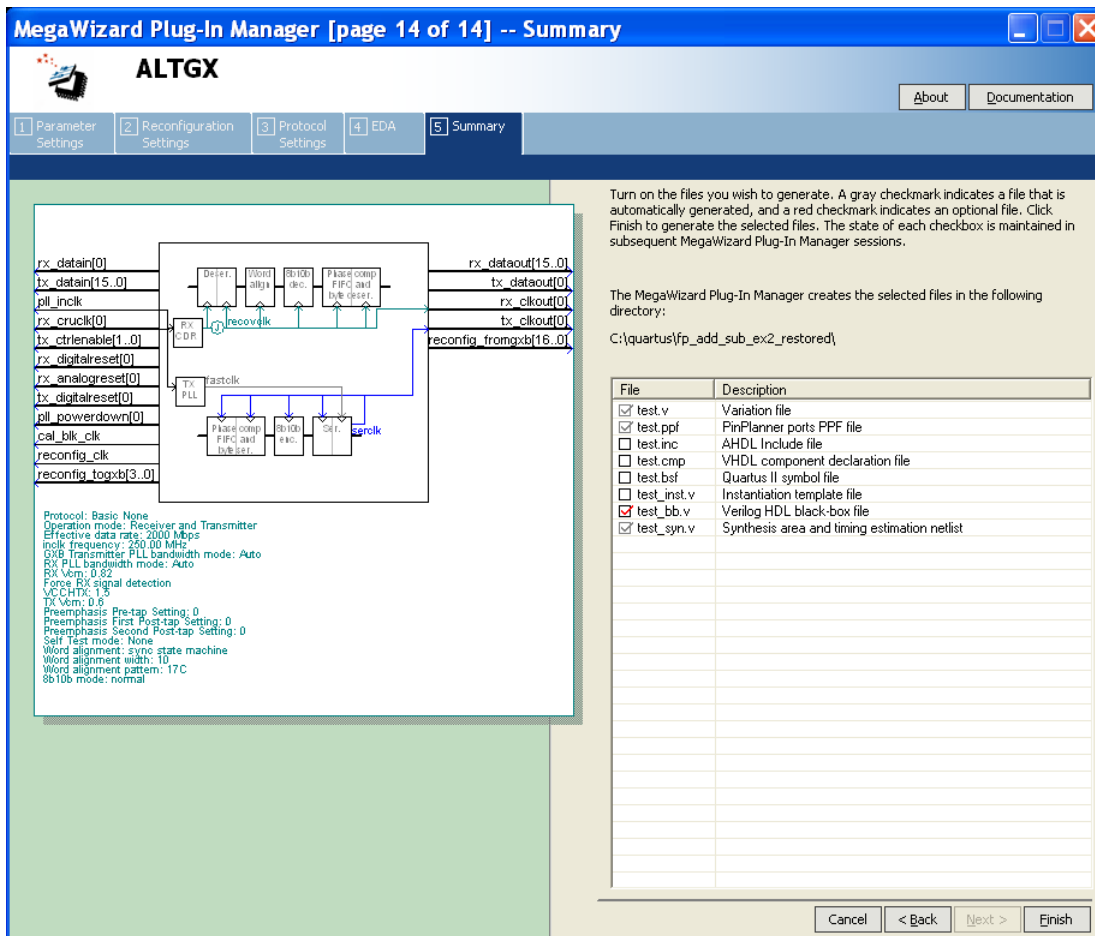 MegaWizard Plug-In Manager [page 14 of 14] -- Summary
ALTGX
About
Documentation
1 Parameter Settings
2 Reconfiguration Settings
3 Protocol Settings
4 EDA
5 Summary
Turn on the files you wish to generate. A gray checkmark indicates a file that is
automatically generated, and a red checkmark indicates an optional file. Click
Finish to generate the selected files. The state of each checkbox is maintained in
subsequent MegaWizard Plug-In Manager sessions.
The MegaWizard Plug-In Manager creates the selected files in the following
directory:
C:\quartus\fp_add_sub_ex2_restored\
rx_datain[0]
tx_datain[15..0]
pll_inclk
rx_cruclk[0]
tx_ctrlenable[1..0]
rx_digitalreset[0]
rx_analogreset[0]
tx_digitalreset[0]
pll_powerdown[0]
cal_blk_clk
reconfig_clk
reconfig_togxb[3..0]
Deser.
Word align
8b10b dec.
Phase comp FIFO and byte deser.
RX CDR
recovclk
TX PLL
fastclk
Phase comp FIFO and byte ser.
8b10b enc.
Ser.
serclk
rx_dataout[15..0]
tx_dataout[0]
rx_clkout[0]
tx_clkout[0]
reconfig_fromgxb[16..0]
Protocol: Basic None
Operation mode: Receiver and Transmitter
Effective data rate: 2000 Mbps
inclk frequency: 250.00 MHz
GXB Transmitter PLL bandwidth mode: Auto
RX PLL bandwidth mode: Auto
RX Vcm: 0.82
Force RX signal detection
VCCHTX: 1.5
TX Vcm: 0.6
Preemphasis Pre-tap Setting: 0
Preemphasis First Post-tap Setting: 0
Preemphasis Second Post-tap Setting: 0
Self Test mode: None
Word alignment: sync state machine
Word alignment width: 10
Word alignment pattern: 17C
8b10b mode: normal
File Description
test.v Variation file
test.ppf PinPlanner ports PPF file
test.inc AHDL Include file
test.cmp VHDL component declaration file
test.bsf Quartus II symbol file
test_inst.v Instantiation template file
test_bb.v Verilog HDL black-box file
test_syn.v Synthesis area and timing estimation netlist
Cancel
< Back
Next >
Finish